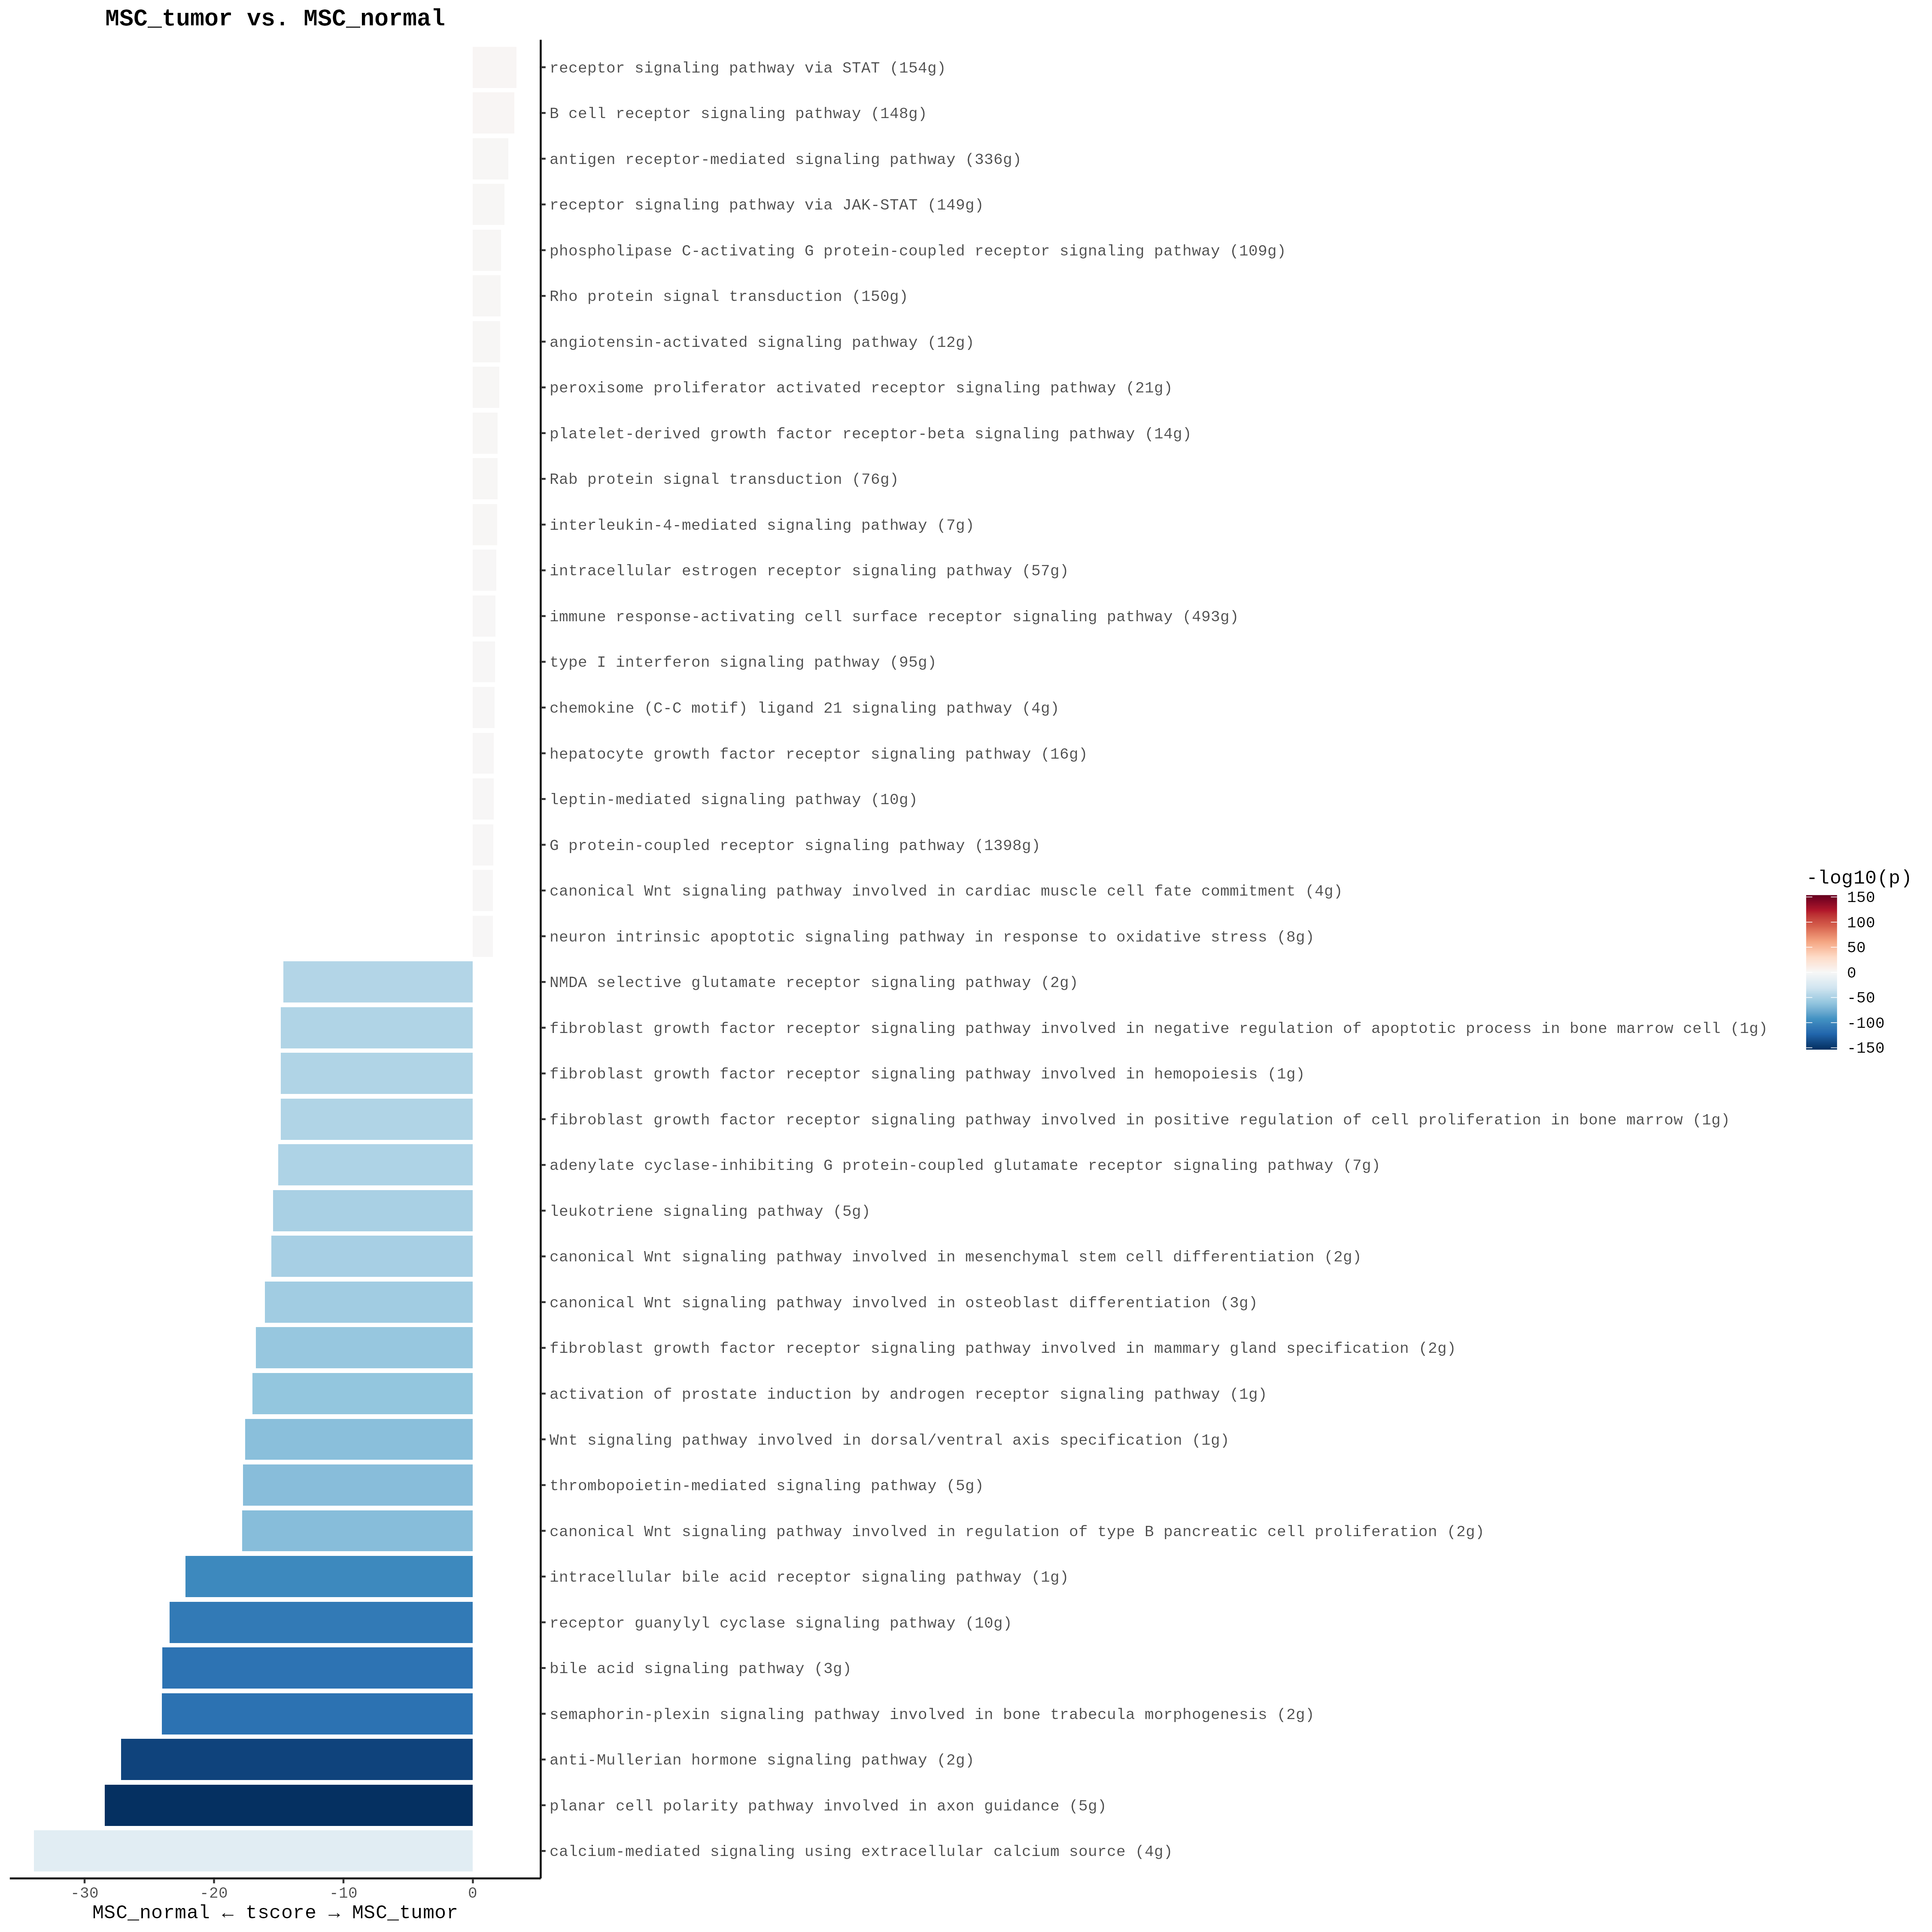 MSC_tumor vs. MSC_normal
receptor signaling pathway via STAT (154g)
B cell receptor signaling pathway (148g)
antigen receptor-mediated signaling pathway (336g)
receptor signaling pathway via JAK-STAT (149g)
phospholipase C-activating G protein-coupled receptor signaling pathway (109g)
Rho protein signal transduction (150g)
angiotensin-activated signaling pathway (12g)
peroxisome proliferator activated receptor signaling pathway (21g)
platelet-derived growth factor receptor-beta signaling pathway (14g)
Rab protein signal transduction (76g)
interleukin-4-mediated signaling pathway (7g)
intracellular estrogen receptor signaling pathway (57g)
immune response-activating cell surface receptor signaling pathway (493g)
type I interferon signaling pathway (95g)
chemokine (C-C motif) ligand 21 signaling pathway (4g)
hepatocyte growth factor receptor signaling pathway (16g)
leptin-mediated signaling pathway (10g)
G protein-coupled receptor signaling pathway (1398g)
canonical Wnt signaling pathway involved in cardiac muscle cell fate commitment (4g)
neuron intrinsic apoptotic signaling pathway in response to oxidative stress (8g)
NMDA selective glutamate receptor signaling pathway (2g)
fibroblast growth factor receptor signaling pathway involved in negative regulation of apoptotic process in bone marrow cell (1g)
fibroblast growth factor receptor signaling pathway involved in hemopoiesis (1g)
fibroblast growth factor receptor signaling pathway involved in positive regulation of cell proliferation in bone marrow (1g)
adenylate cyclase-inhibiting G protein-coupled glutamate receptor signaling pathway (7g)
leukotriene signaling pathway (5g)
canonical Wnt signaling pathway involved in mesenchymal stem cell differentiation (2g)
canonical Wnt signaling pathway involved in osteoblast differentiation (3g)
fibroblast growth factor receptor signaling pathway involved in mammary gland specification (2g)
activation of prostate induction by androgen receptor signaling pathway (1g)
Wnt signaling pathway involved in dorsal/ventral axis specification (1g)
thrombopoietin-mediated signaling pathway (5g)
canonical Wnt signaling pathway involved in regulation of type B pancreatic cell proliferation (2g)
intracellular bile acid receptor signaling pathway (1g)
receptor guanylyl cyclase signaling pathway (10g)
bile acid signaling pathway (3g)
semaphorin-plexin signaling pathway involved in bone trabecula morphogenesis (2g)
anti-Mullerian hormone signaling pathway (2g)
planar cell polarity pathway involved in axon guidance (5g)
calcium-mediated signaling using extracellular calcium source (4g)
-30 -20 -10 0
MSC_normal ← tscore → MSC_tumor
-log10(p)
150
100
50
0
-50
-100
-150